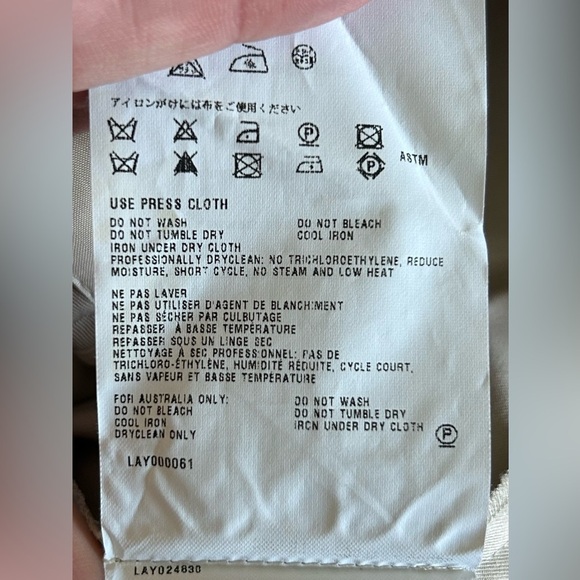 アイロンがけには布をご使用ください
ASTM
USE PRESS CLOTH
DO NOT WASH DO NOT BLEACH
DO NOT TUMBLE DRY COOL IRON
IRON UNDER DRY CLOTH
PROFESSIONALLY DRYCLEAN: NO TRICHLOROETHYLENE, REDUCE
MOISTURE, SHORT CYCLE, NO STEAM AND LOW HEAT
NE PAS LAVER
NE PAS UTILISER D'AGENT DE BLANCHIMENT
NE PAS SÉCHER PAR CULBUTAGE
REPASSER À BASSE TEMPÉRATURE
REPASSER SOUS UN LINGE SEC
NETTOYAGE À SEC PROFESSIONNEL: PAS DE
TRICHLORO-ÉTHYLÈNE, HUMIDITÉ RÉDUITE, CYCLE COURT,
SANS VAPEUR ET BASSE TEMPÉRATURE
FOR AUSTRALIA ONLY: DO NOT WASH
DO NOT BLEACH DO NOT TUMBLE DRY
COOL IRON IRON UNDER DRY CLOTH
DRYCLEAN ONLY P
LAY000061
LAY024830